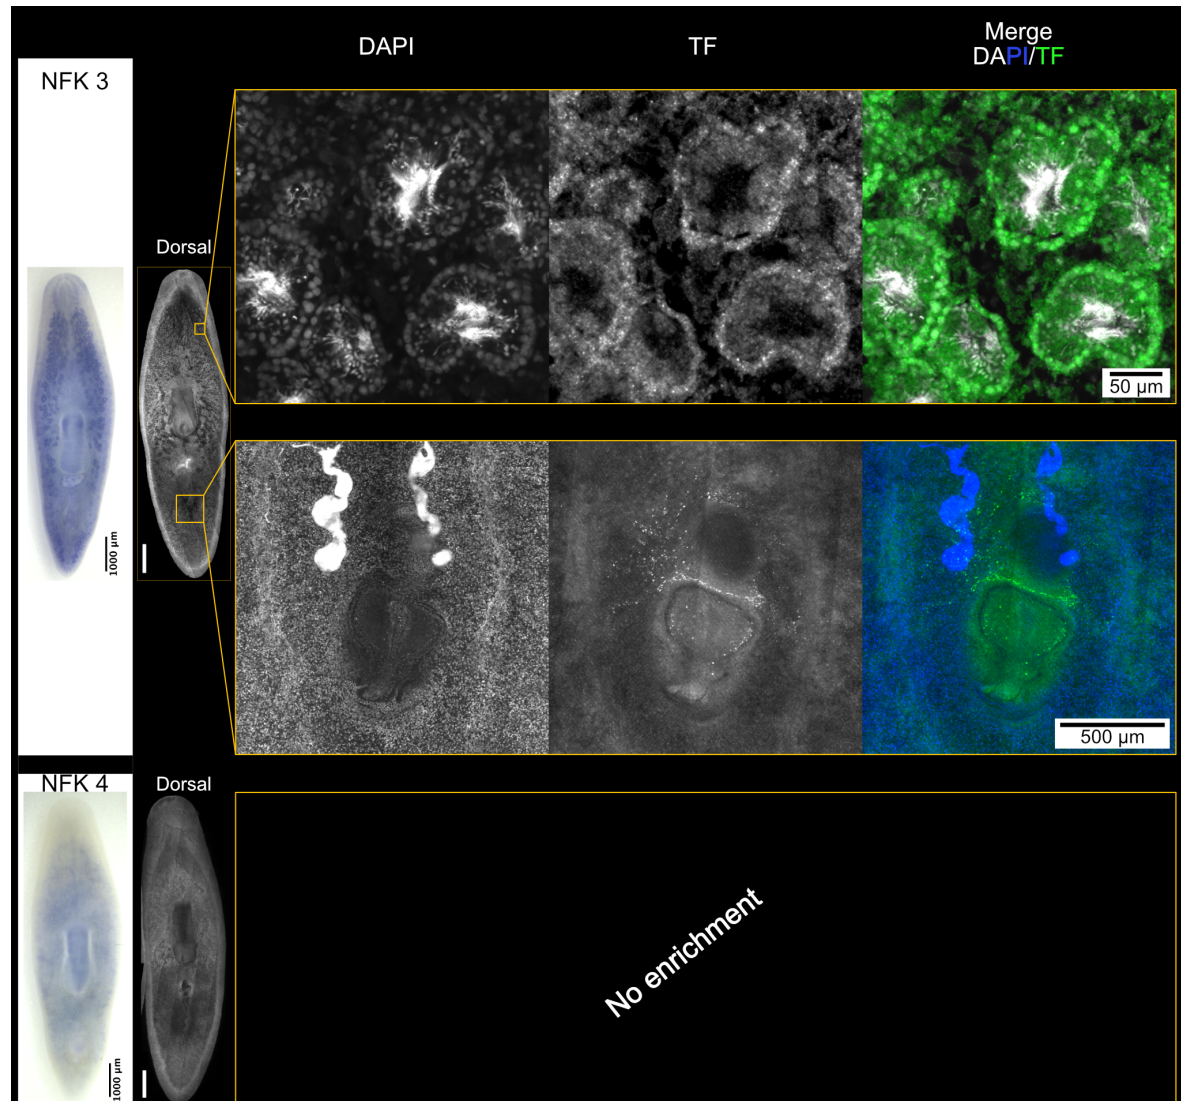 DAPI
TF
Merge
DAPI/TF
NFK 3
Dorsal
50 µm
1000 µm
500 µm
NFK 4
Dorsal
No enrichment
1000 µm